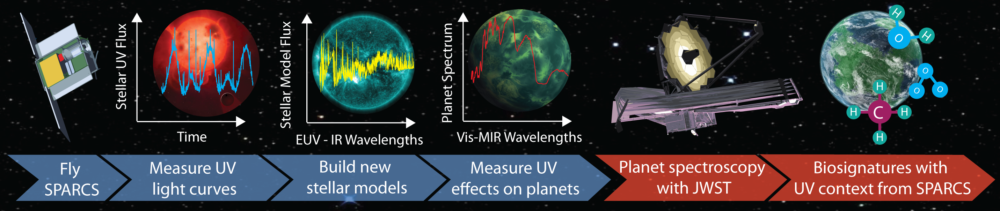 Stellar UV Flux
Time
Stellar Model Flux
4
EUV - IR Wavelengths
Planet Spectrum
Vis-MIR Wavelengths
H
O
H
O
O
O
H
H
C
H
H
Fly
SPARCS
Measure UV
light curves
Build new
stellar models
Measure UV
effects on planets
Planet spectroscopy
with JWST
Biosignatures with
UV context from SPARCS